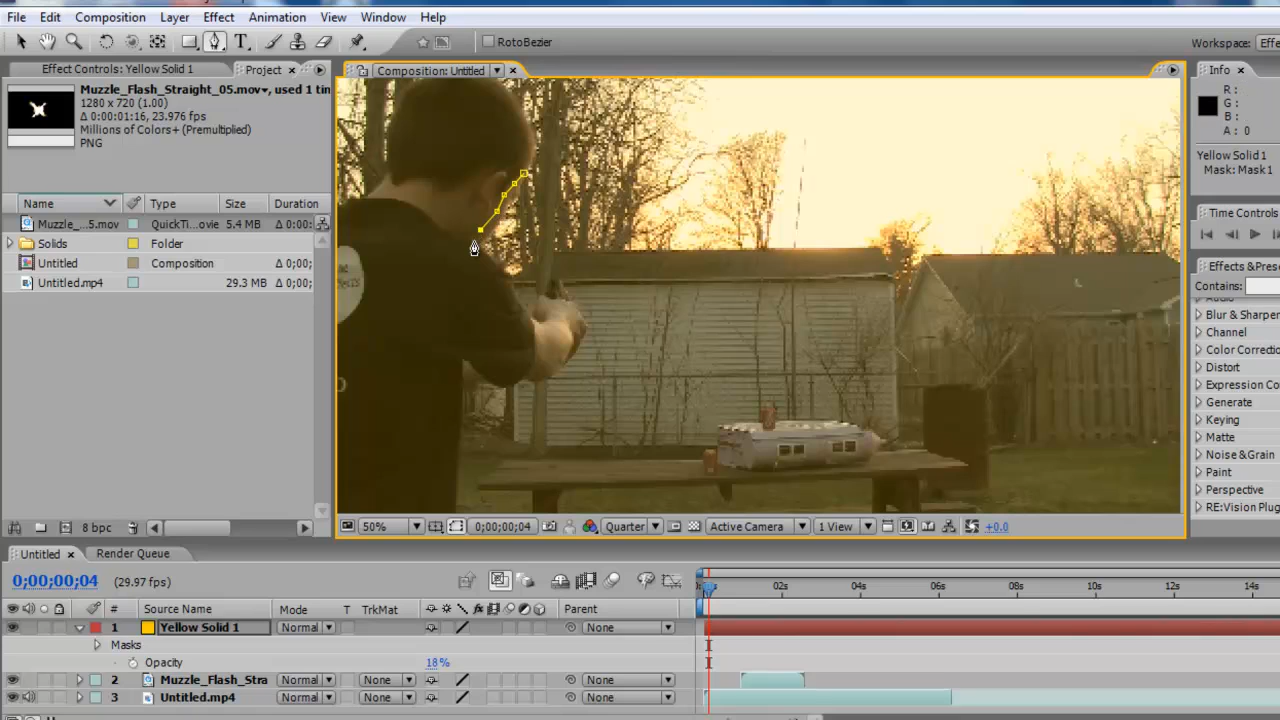 File Edit Composition Layer Effect Animation View Window Help
RotoBezier
Workspace: Effe
Effect Controls: Yellow Solid 1 Project
Composition: Untitled
Info
Muzzle_Flash_Straight_05.mov, used 1 tim
1280 x 720 (1.00)
Δ 0:00:01:16, 23.976 fps
Millions of Colors+ (Premultiplied)
PNG
R :
G :
B :
A : 0
Yellow Solid 1
Mask: Mask 1
Name Type Size Duration
Muzzle_...5.mov QuickTi...ovie 5.4 MB Δ 0:00:
Solids Folder
Untitled Composition Δ 0;00;
Untitled.mp4 29.3 MB Δ 0;00;
Time Controls
Effects & Prese
Contains:
Audio
Blur & Sharpe
Channel
Color Correctio
Distort
Expression Co
Generate
Keying
Matte
Noise & Grain
Paint
Perspective
RE:Vision Plug
8 bpc
50% 0;00;00;04 Quarter Active Camera 1 View +0.0
Untitled Render Queue
0;00;00;04 (29.97 fps)
02s 04s 06s 08s 10s 12s 14s
# Source Name Mode T TrkMat Parent
1 Yellow Solid 1 Normal None
Masks
Opacity 18%
2 Muzzle_Flash_Stra Normal None None
3 Untitled.mp4 Normal None None